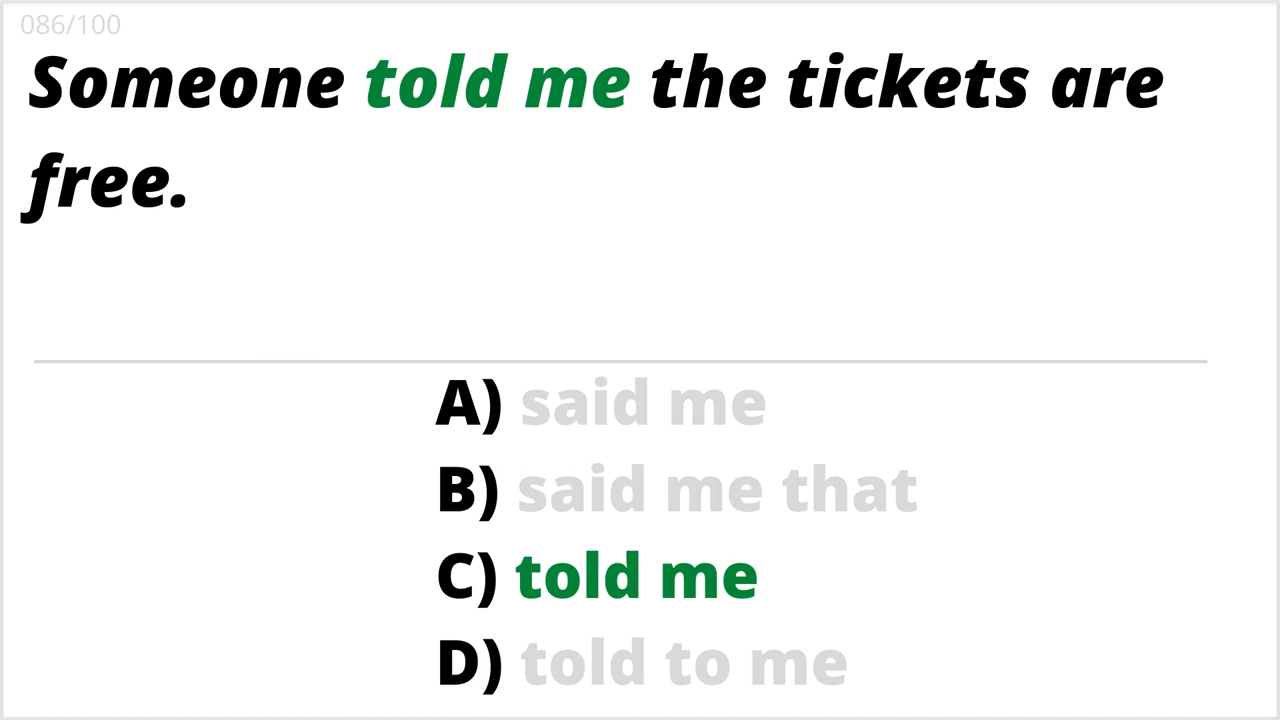 086/100
Someone told me the tickets are
free.
A) said me
B) said me that
C) told me
D) told to me